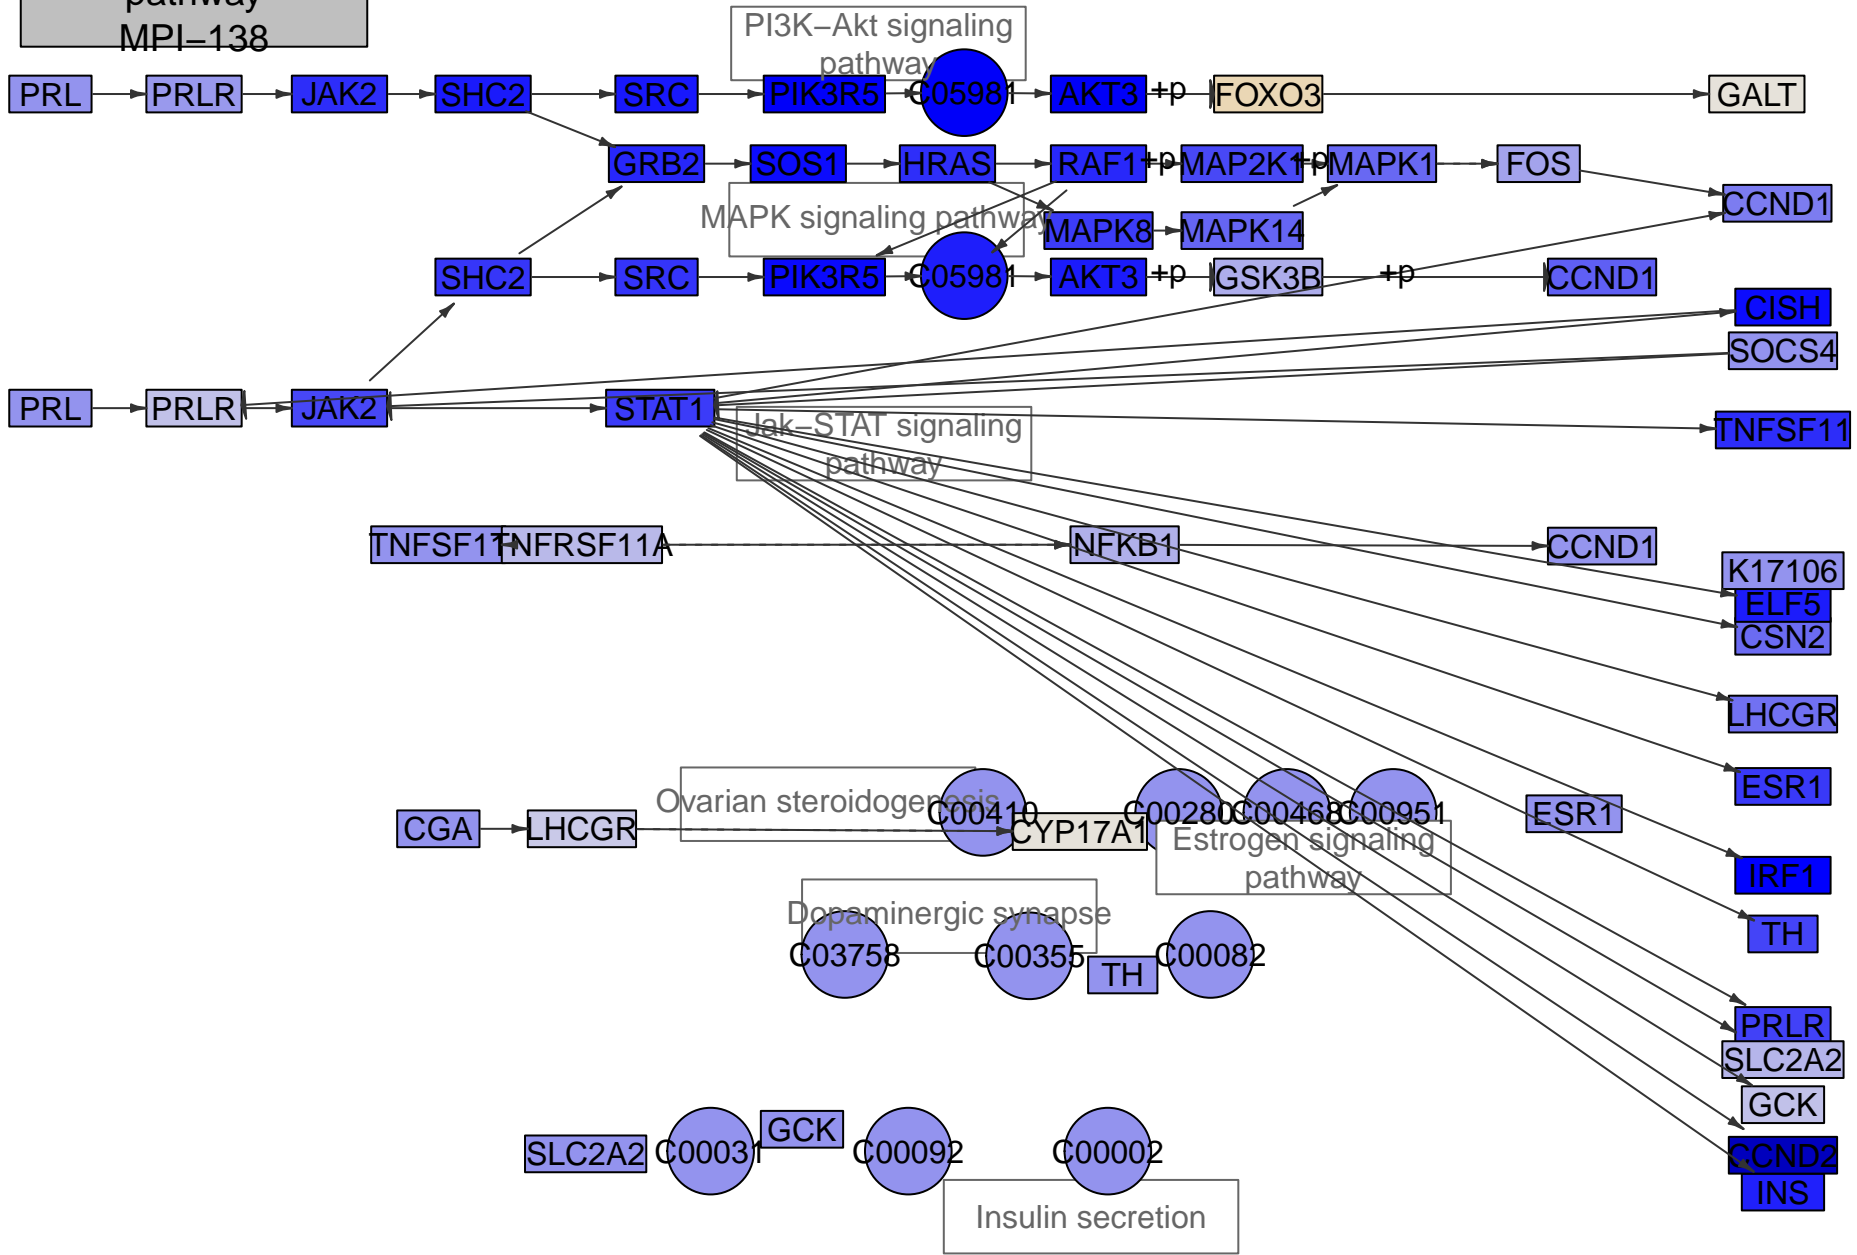 pathway
MPI−138
PI3K−Akt signaling
pathway
PRL
PRLR
JAK2
SHC2
SRC
PIK3R5
C05981
AKT3
+p
FOXO3
GALT
GRB2
SOS1
HRAS
RAF1
+p
MAP2K1
+p
MAPK1
FOS
CCND1
MAPK signaling pathway
MAPK8
MAPK14
SHC2
SRC
PIK3R5
C05981
AKT3
+p
GSK3B
+p
CCND1
CISH
SOCS4
PRL
PRLR
JAK2
STAT1
Jak−STAT signaling
pathway
TNFSF11
TNFSF11
TNFRSF11A
NFKB1
CCND1
K17106
ELF5
CSN2
LHCGR
ESR1
Ovarian steroidogenesis
C00410
C00280
C00468
C00951
ESR1
CGA
LHCGR
CYP17A1
Estrogen signaling
pathway
IRF1
Dopaminergic synapse
TH
C03758
C00355
TH
C00082
PRLR
SLC2A2
GCK
SLC2A2
C00031
GCK
C00092
C00002
CCND2
INS
Insulin secretion